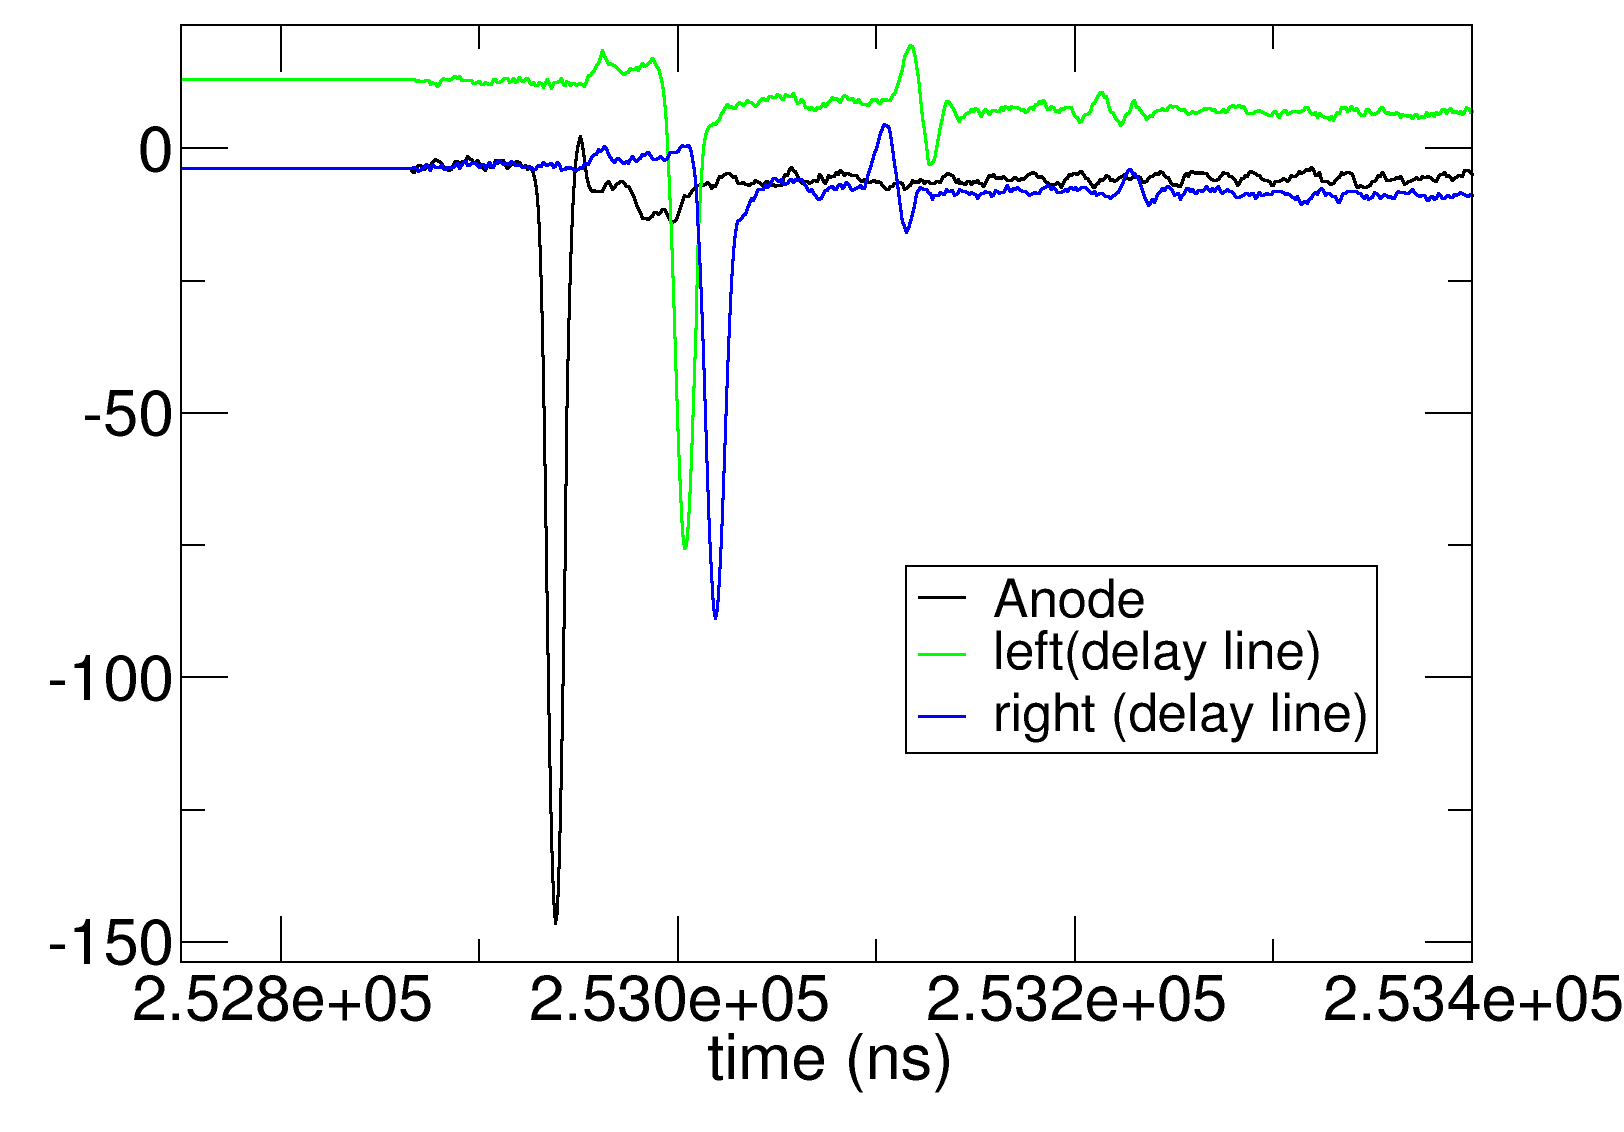 0
-50
-100
-150
2.528e+05 2.530e+05 2.532e+05 2.534e+05
time (ns)
Anode
left(delay line)
right (delay line)